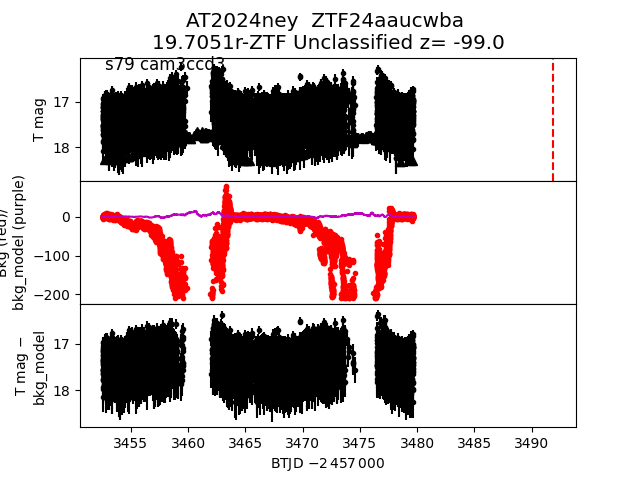 AT2024ney  ZTF24aaucwba
19.7051r-ZTF Unclassified z= -99.0
s79 cam3ccd3
T mag
17
18
Bkg (red)/
bkg_model (purple)
0
−100
−200
T mag −
bkg_model
17
18
3455 3460 3465 3470 3475 3480 3485 3490
BTJD −2 457 000